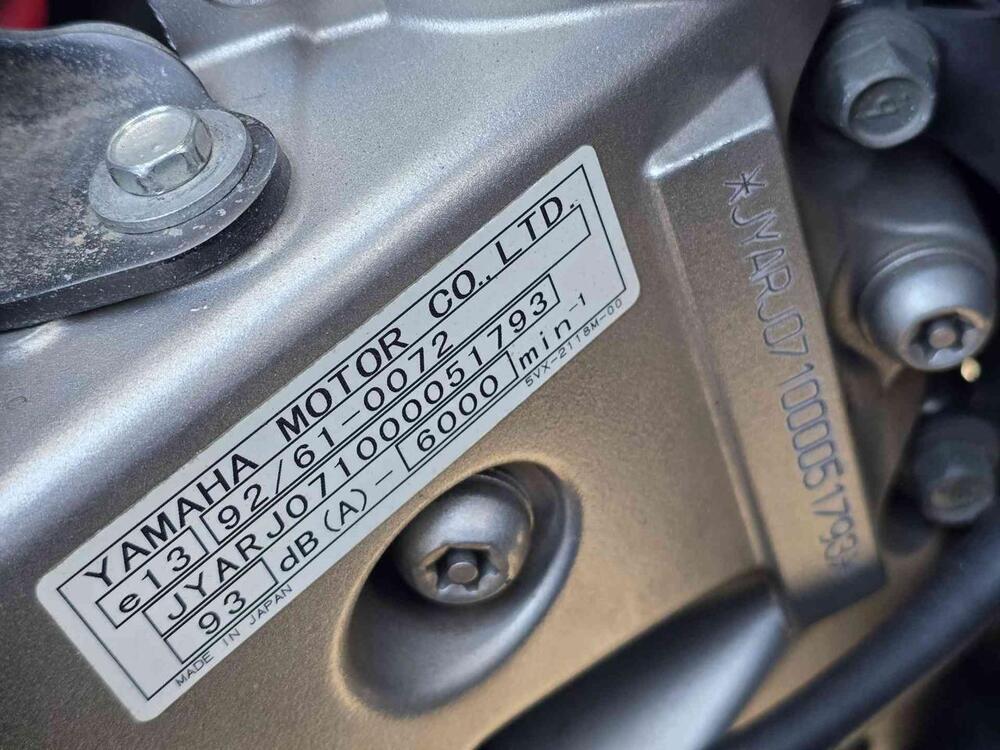 YAMAHA MOTOR CO.,LTD.
e13 92/61-0072
JYARJ071000051793
93 dB(A)- 6000 min-1
MADE IN JAPAN 5VX-2118M-00
*JYARJ071000051793*